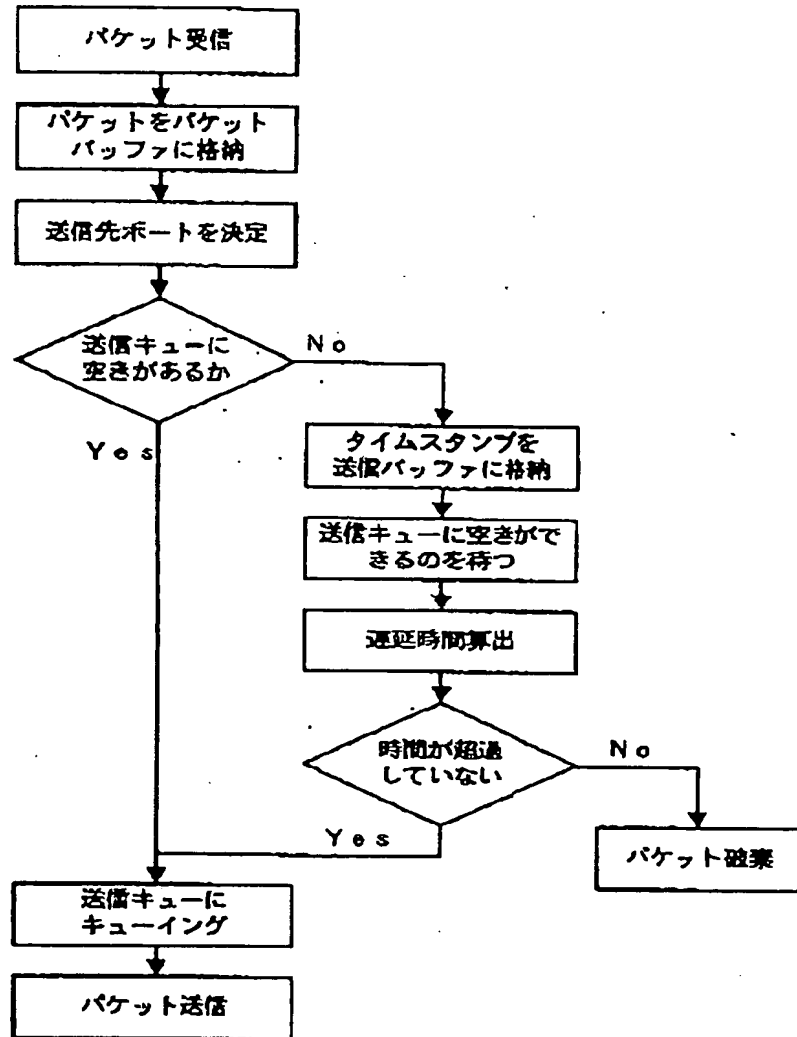 パケット受信
パケットをパケット
バッファに格納
送信先ポートを決定
送信キューに
空きがあるか
No
Yes
タイムスタンプを
送信バッファに格納
送信キューに空きがで
きるのを待つ
遅延時間算出
時間が超過
していない
No
Yes
パケット破棄
送信キューに
キューイング
パケット送信